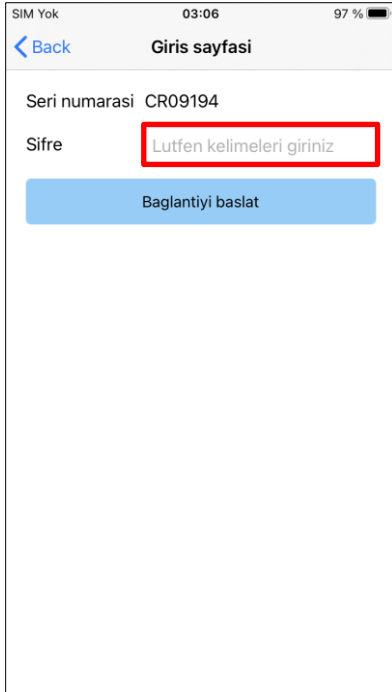 SIM Yok 03:06 97 %
Back Giris sayfasi
Seri numarasi CR09194
Sifre Lutfen kelimeleri giriniz
Baglantiyi baslat